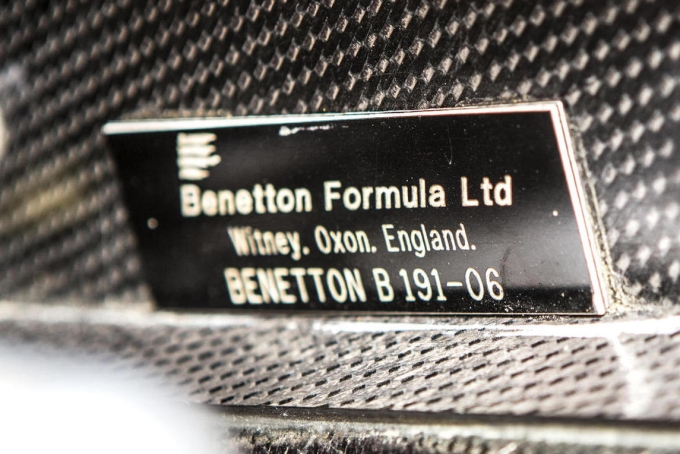 Benetton Formula Ltd
Witney. Oxon. England.
BENETTON B 191-06